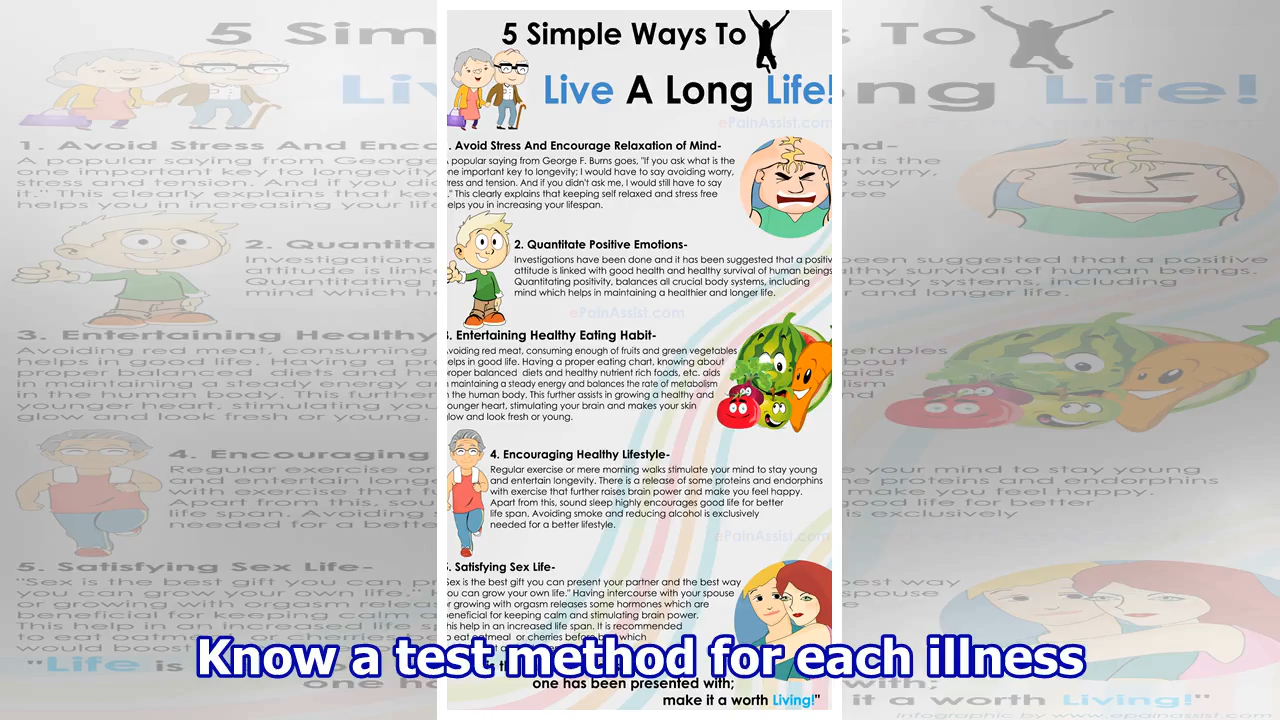 5 Simple Ways To
Live A Long Life!
ePainAssist.com
. Avoid Stress And Encourage Relaxation of Mind-
popular saying from George F. Burns goes, "If you ask what is the
ne important key to longevity; I would have to say avoiding worry,
tress and tension. And if you didn't ask me, I would still have to say
." This clearly explains that keeping self relaxed and stress free
elps you in increasing your lifespan.
2. Quantitate Positive Emotions-
Investigations have been done and it has been suggested that a positiv
attitude is linked with good health and healthy survival of human beings
Quantitating positivity, balances all crucial body systems, including
mind which helps in maintaining a healthier and longer life.
ePainAssist.com
3. Entertaining Healthy Eating Habit-
voiding red meat, consuming enough of fruits and green vegetables
elps in good life. Having a proper eating chart, knowing about
roper balanced diets and healthy nutrient rich foods, etc. aids
maintaining a steady energy and balances the rate of metabolism
the human body. This further assists in growing a healthy and
ounger heart, stimulating your brain and makes your skin
low and look fresh or young.
4. Encouraging Healthy Lifestyle-
Regular exercise or mere morning walks stimulate your mind to stay young
and entertain longevity. There is a release of some proteins and endorphins
with exercise that further raises brain power and make you feel happy.
Apart from this, sound sleep highly encourages good life for better
life span. Avoiding smoke and reducing alcohol is exclusively
needed for a better lifestyle.
ePainAssist.com
5. Satisfying Sex Life-
Sex is the best gift you can present your partner and the best way
ou can grow your own life." Having intercourse with your spouse
r growing with orgasm releases some hormones which are
eneficial for keeping calm and stimulating brain power.
his help in increased life span. It is recommended
o eat oatmeal or cherries before which
Know a test method for each illness
one has been presented with;
make it a worth Living!"
infographic by www.epainassist.com